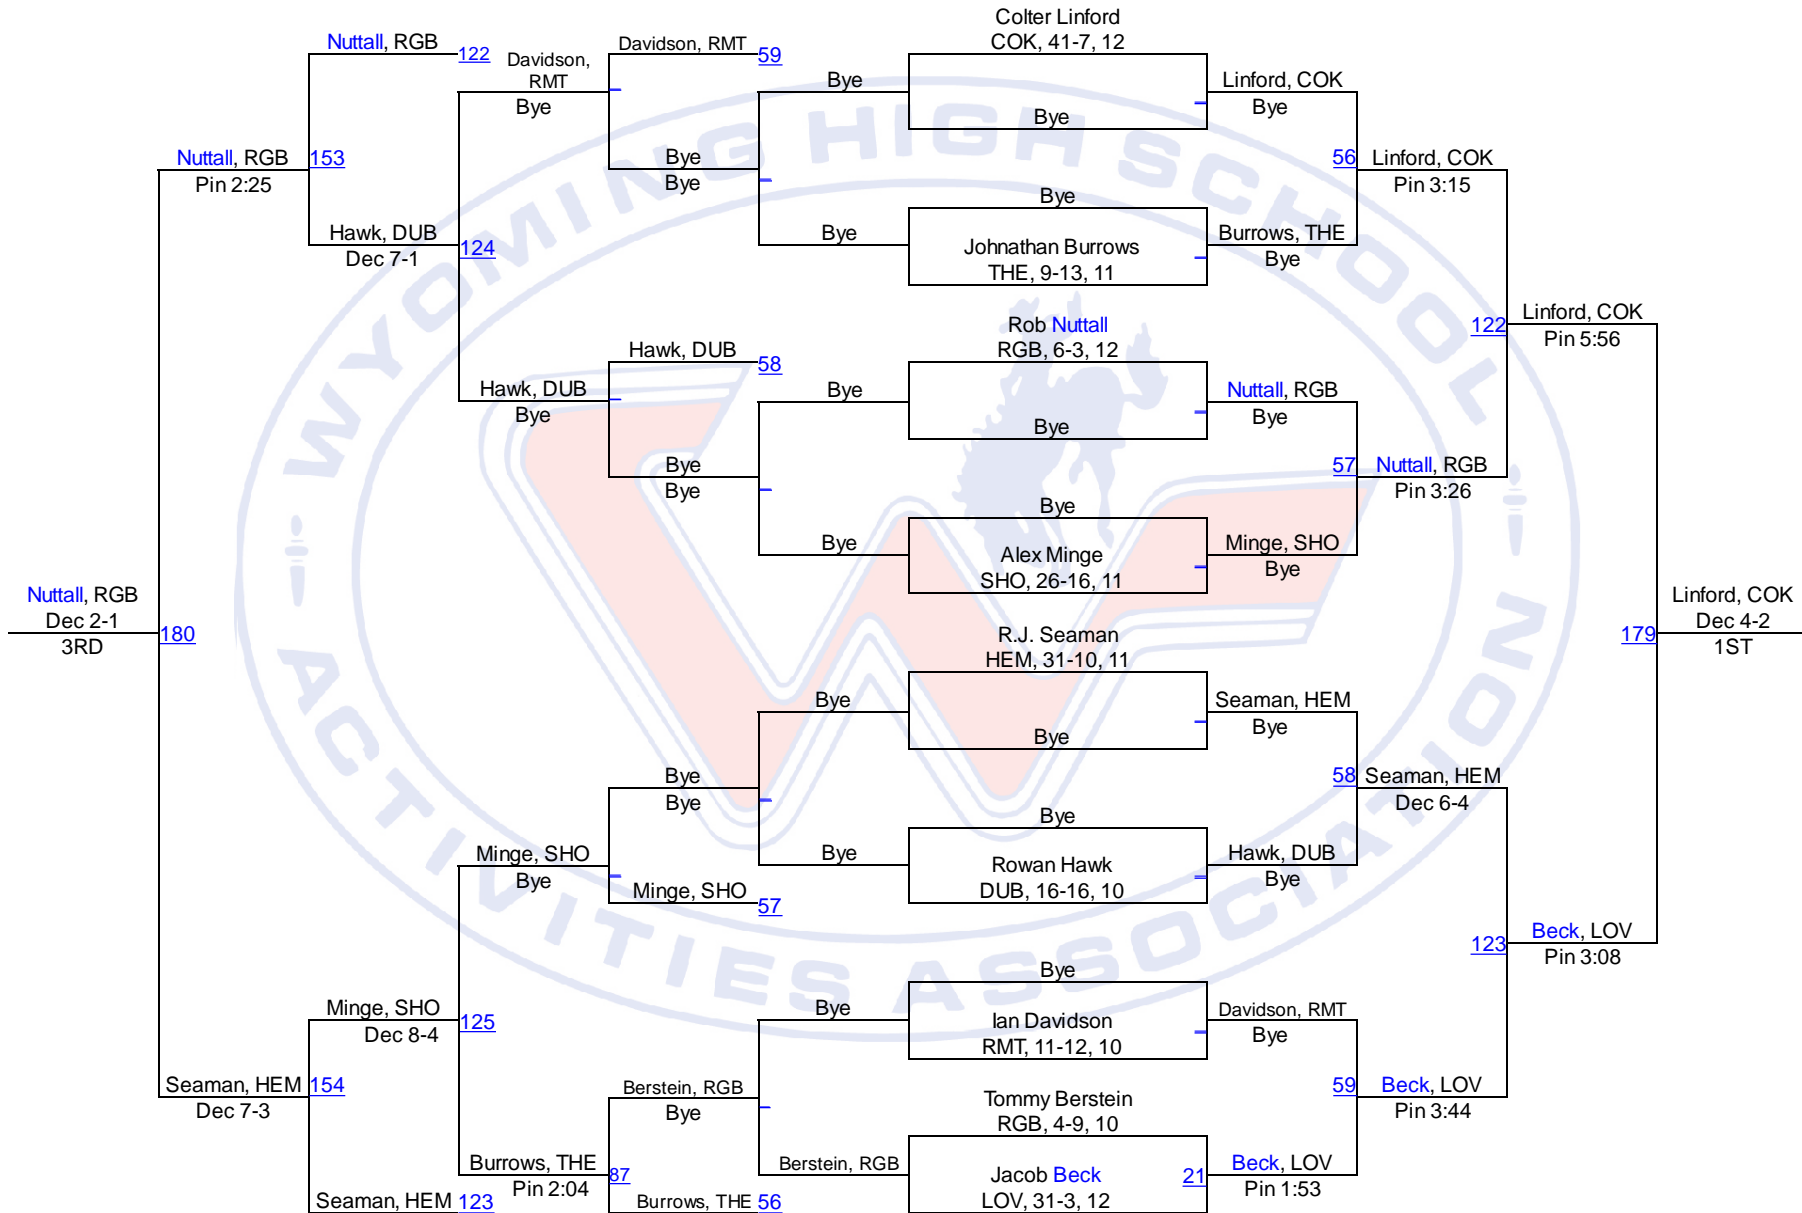 Colter Linford
COK, 41-7, 12
Nuttall, RGB
122
Davidson,
RMT
Bye
Davidson, RMT
59
Bye
Bye
Linford, COK
Bye
Nuttall, RGB
Pin 2:25
153
Bye
Bye
56
Linford, COK
Pin 3:15
Bye
Hawk, DUB
Dec 7-1
124
Bye
Johnathan Burrows
THE, 9-13, 11
Burrows, THE
Bye
Rob Nuttall
RGB, 6-3, 12
122
Linford, COK
Pin 5:56
Hawk, DUB
58
Hawk, DUB
Bye
Bye
Bye
Nuttall, RGB
Bye
Bye
Bye
57
Nuttall, RGB
Pin 3:26
Bye
Bye
Alex Minge
SHO, 26-16, 11
Minge, SHO
Bye
Nuttall, RGB
Dec 2-1
3RD
180
R.J. Seaman
HEM, 31-10, 11
179
Linford, COK
Dec 4-2
1ST
Bye
Bye
Seaman, HEM
Bye
Bye
Bye
58
Seaman, HEM
Dec 6-4
Bye
Minge, SHO
Bye
Bye
Rowan Hawk
DUB, 16-16, 10
Hawk, DUB
Bye
Minge, SHO
57
123
Beck, LOV
Pin 3:08
Bye
Minge, SHO
Dec 8-4
125
Bye
Ian Davidson
RMT, 11-12, 10
Davidson, RMT
Bye
Seaman, HEM
Dec 7-3
154
Berstein, RGB
Bye
Tommy Berstein
RGB, 4-9, 10
59
Beck, LOV
Pin 3:44
Burrows, THE
Pin 2:04
87
Berstein, RGB
Jacob Beck
LOV, 31-3, 12
21
Beck, LOV
Pin 1:53
Seaman, HEM
123
Burrows, THE
56
WYOMING HIGH SCHOOL
ACTIVITIES ASSOCIATION